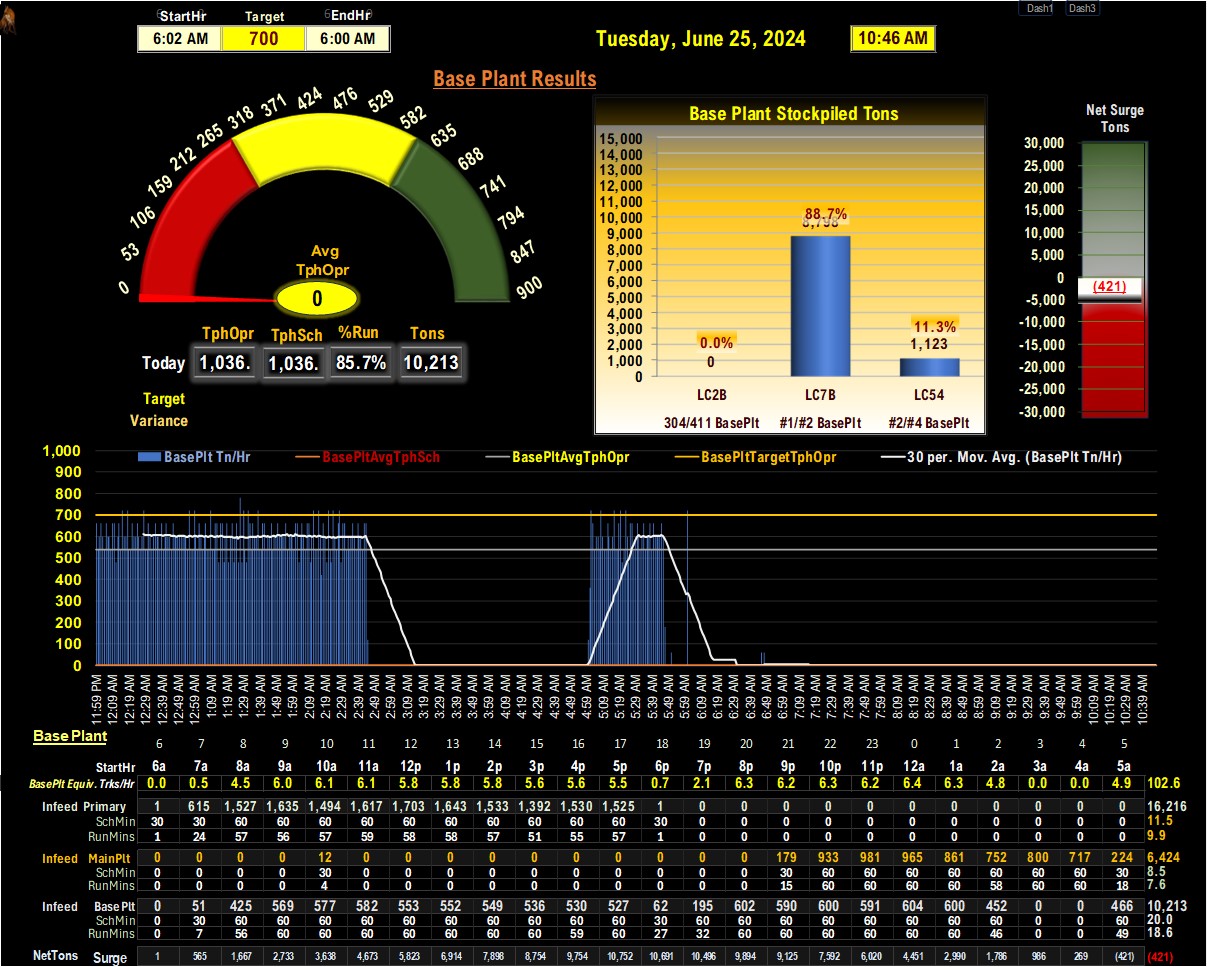 Dash1 Dash3
StartHr Target EndHr
6:02 AM 700 6:00 AM
Tuesday, June 25, 2024 10:46 AM
Base Plant Results
0 53 106 159 212 265 318 371 424 476 529 582 635 688 741 794 847 900
Avg
TphOpr
0
TphOpr TphSch %Run Tons
Today 1,036. 1,036. 85.7% 10,213
Target
Variance
Base Plant Stockpiled Tons
15,000
14,000
13,000
12,000
11,000
10,000
9,000
8,000
7,000
6,000
5,000
4,000
3,000
2,000
1,000
0
0.0%
0
88.7%
8,798
11.3%
1,123
LC2B LC7B LC54
304/411 BasePlt #1/#2 BasePlt #2/#4 BasePlt
Net Surge
Tons
30,000
25,000
20,000
15,000
10,000
5,000
0
-5,000
-10,000
-15,000
-20,000
-25,000
-30,000
(421)
BasePlt Tn/Hr BasePltAvgTphSch BasePltAvgTphOpr BasePltTargetTphOpr 30 per. Mov. Avg. (BasePlt Tn/Hr)
1,000
900
800
700
600
500
400
300
200
100
0
11:59 PM 12:09 AM 12:19 AM 12:29 AM 12:39 AM 12:49 AM 12:59 AM 1:09 AM 1:19 AM 1:29 AM 1:39 AM 1:49 AM 1:59 AM 2:09 AM 2:19 AM 2:29 AM 2:39 AM 2:49 AM 2:59 AM 3:09 AM 3:19 AM 3:29 AM 3:39 AM 3:49 AM 3:59 AM 4:09 AM 4:19 AM 4:29 AM 4:39 AM 4:49 AM 4:59 AM 5:09 AM 5:19 AM 5:29 AM 5:39 AM 5:49 AM 5:59 AM 6:09 AM 6:19 AM 6:29 AM 6:39 AM 6:49 AM 6:59 AM 7:09 AM 7:19 AM 7:29 AM 7:39 AM 7:49 AM 7:59 AM 8:09 AM 8:19 AM 8:29 AM 8:39 AM 8:49 AM 8:59 AM 9:09 AM 9:19 AM 9:29 AM 9:39 AM 9:49 AM 9:59 AM 10:09 AM 10:19 AM 10:29 AM 10:39 AM
Base Plant
6 7 8 9 10 11 12 13 14 15 16 17 18 19 20 21 22 23 0 1 2 3 4 5
StartHr 6a 7a 8a 9a 10a 11a 12p 1p 2p 3p 4p 5p 6p 7p 8p 9p 10p 11p 12a 1a 2a 3a 4a 5a
BasePlt Equiv. Trks/Hr 0.0 0.5 4.5 6.0 6.1 6.1 5.8 5.8 5.8 5.6 5.6 5.5 0.7 2.1 6.3 6.2 6.3 6.2 6.4 6.3 4.8 0.0 0.0 4.9 102.6
Infeed Primary 1 615 1,527 1,635 1,494 1,617 1,703 1,643 1,533 1,392 1,530 1,525 1 0 0 0 0 0 0 0 0 0 0 0 16,216
SchMin 30 30 60 60 60 60 60 60 60 60 60 60 30 0 0 0 0 0 0 0 0 0 0 0 11.5
RunMins 1 24 57 56 57 59 58 58 57 51 55 57 1 0 0 0 0 0 0 0 0 0 0 0 9.9
Infeed MainPlt 0 0 0 0 12 0 0 0 0 0 0 0 0 0 0 179 933 981 965 861 752 800 717 224 6,424
SchMin 0 0 0 0 30 0 0 0 0 0 0 0 0 0 0 30 60 60 60 60 60 60 60 30 8.5
RunMins 0 0 0 0 4 0 0 0 0 0 0 0 0 0 0 15 60 60 60 60 58 60 60 18 7.6
Infeed BasePlt 0 51 425 569 577 582 553 552 549 536 530 527 62 195 602 590 600 591 604 600 452 0 0 466 10,213
SchMin 0 30 60 60 60 60 60 60 60 60 60 60 30 60 60 60 60 60 60 60 60 0 0 60 20.0
RunMins 0 7 56 60 60 60 60 60 60 60 59 60 27 32 60 60 60 60 60 60 46 0 0 49 18.6
NetTons Surge 1 565 1,667 2,733 3,638 4,673 5,823 6,914 7,898 8,754 9,754 10,752 10,691 10,496 9,894 9,125 7,592 6,020 4,451 2,990 1,786 986 269 (421) (421)